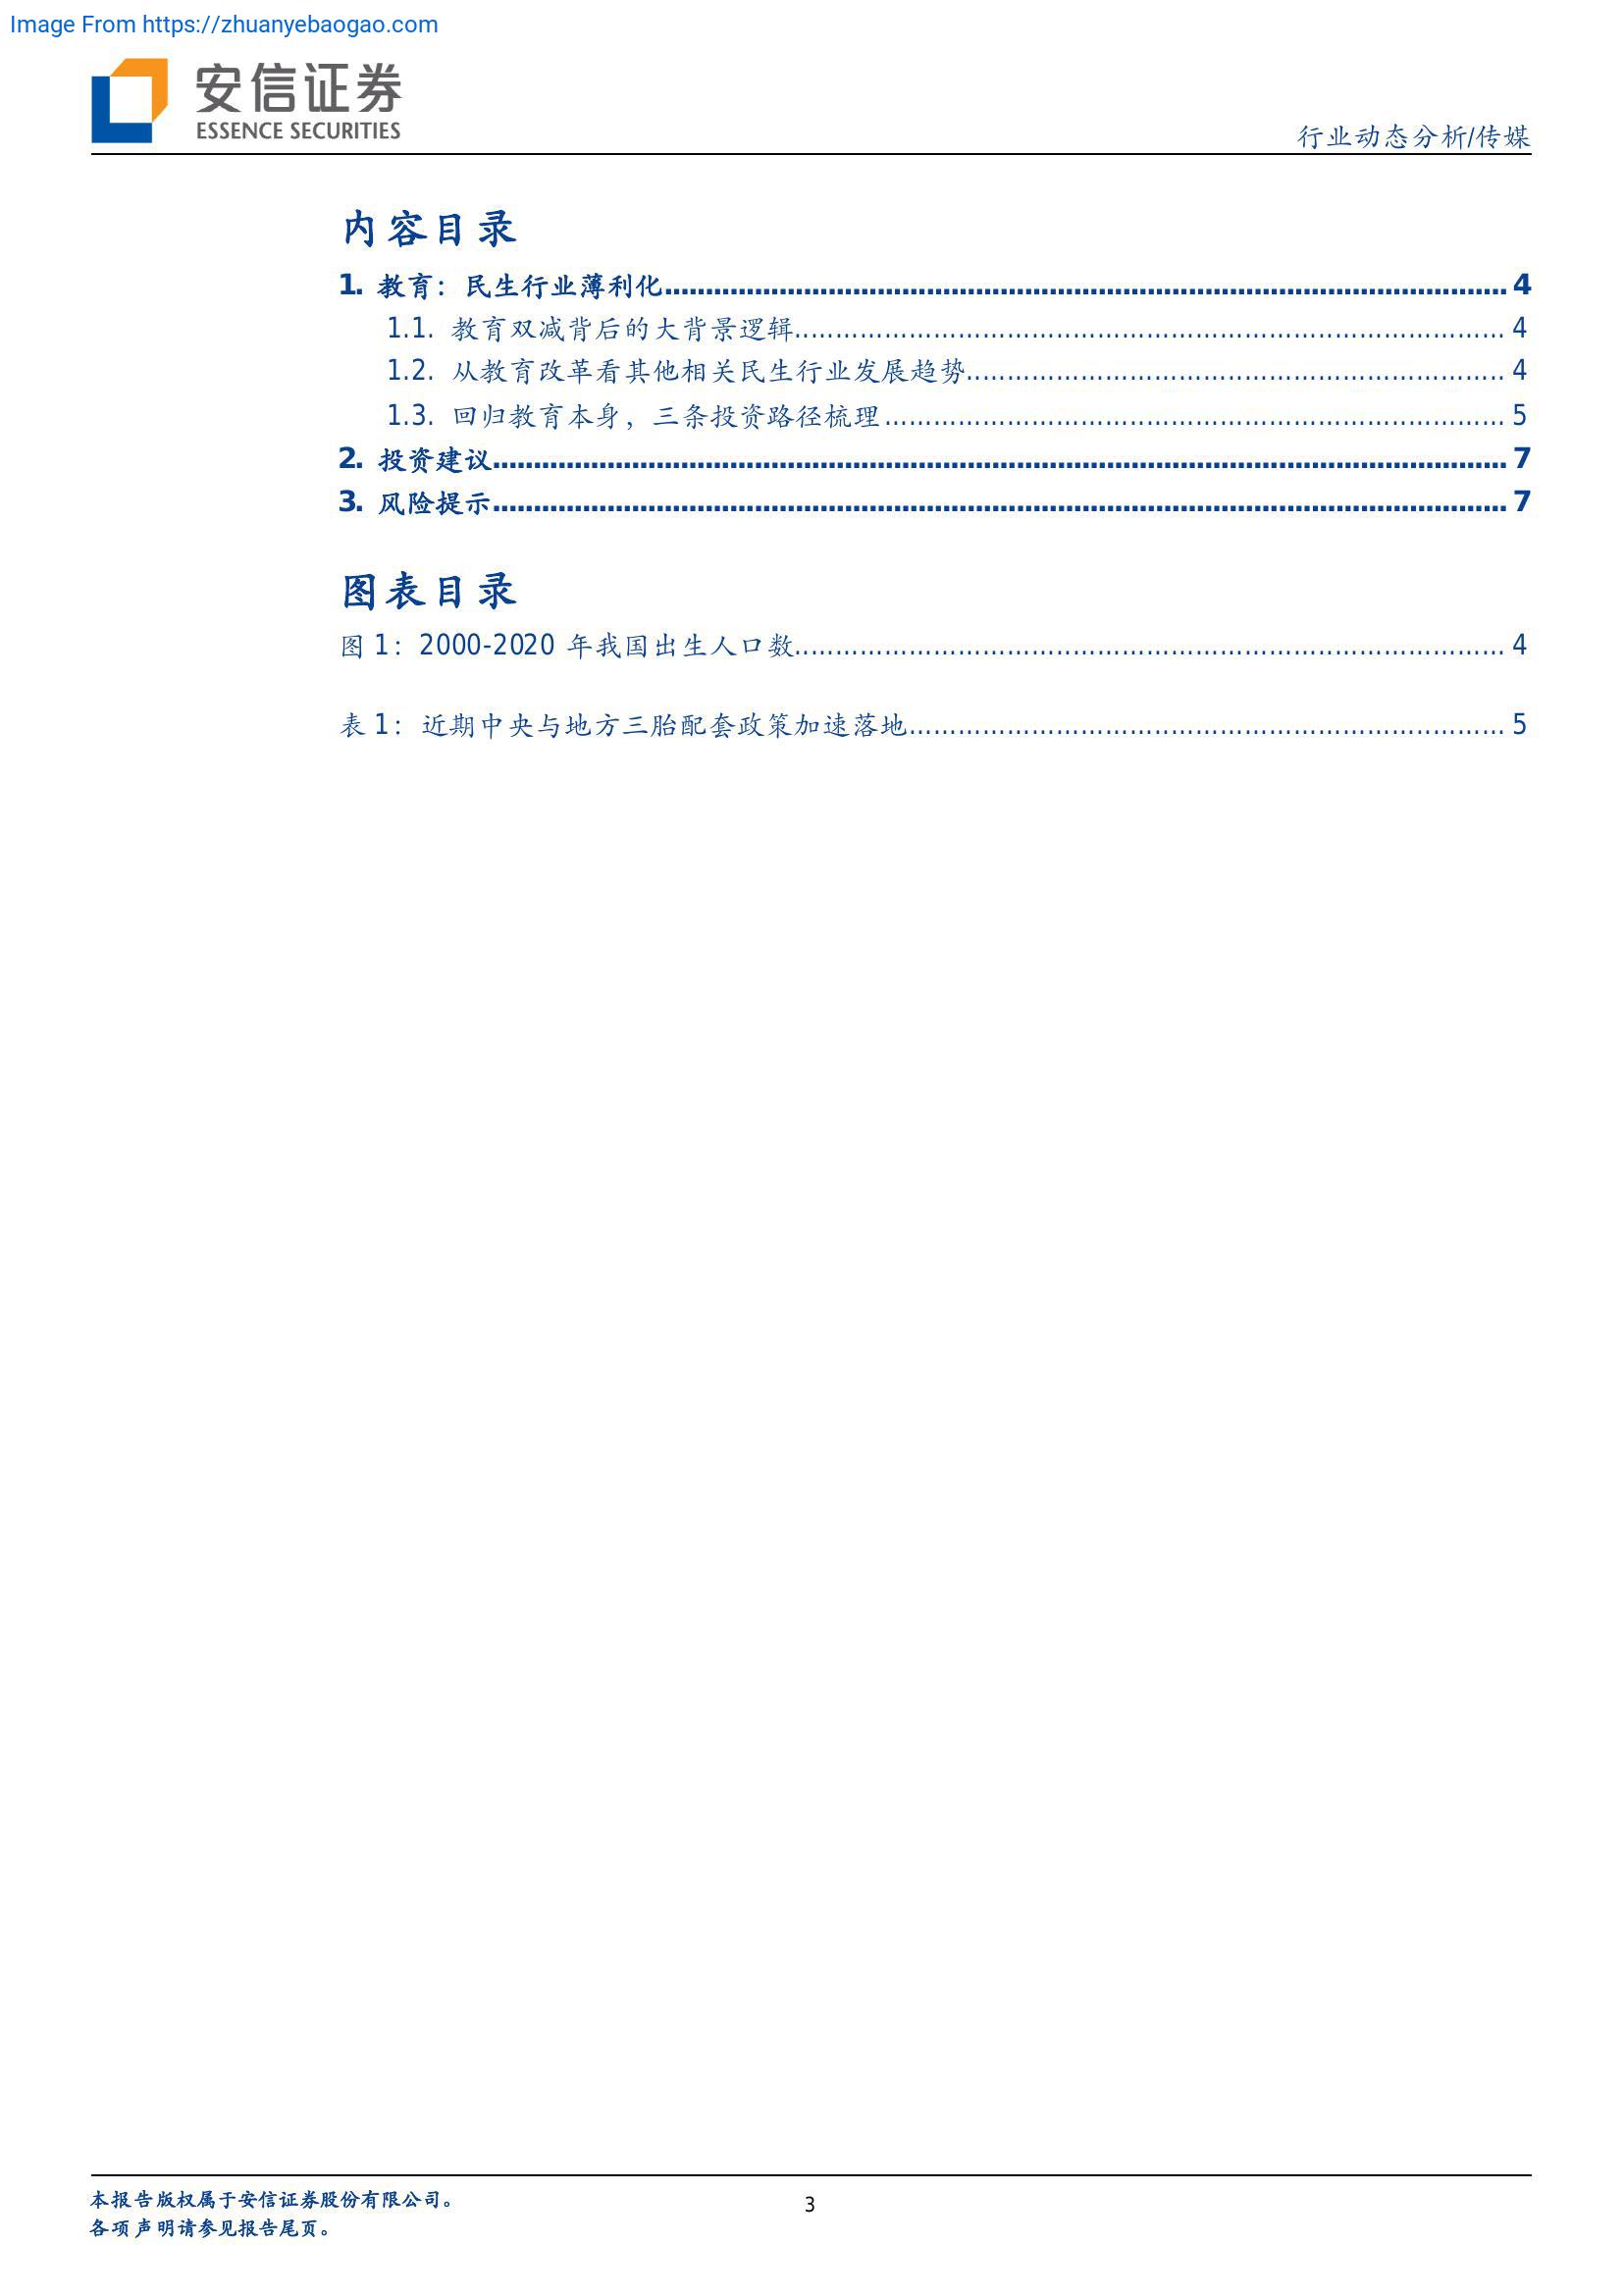 Image From https://zhuanyebaogao.com
安信证券
ESSENCE SECURITIES
行业动态分析/传媒
内容目录
1. 教育：民生行业薄利化 4
1.1. 教育双减背后的大背景逻辑 4
1.2. 从教育改革看其他相关民生行业发展趋势 4
1.3. 回归教育本身，三条投资路径梳理 5
2. 投资建议 7
3. 风险提示 7
图表目录
图 1：2000-2020 年我国出生人口数 4
表 1：近期中央与地方三胎配套政策加速落地 5
本报告版权属于安信证券股份有限公司。
3
各项声明请参见报告尾页。